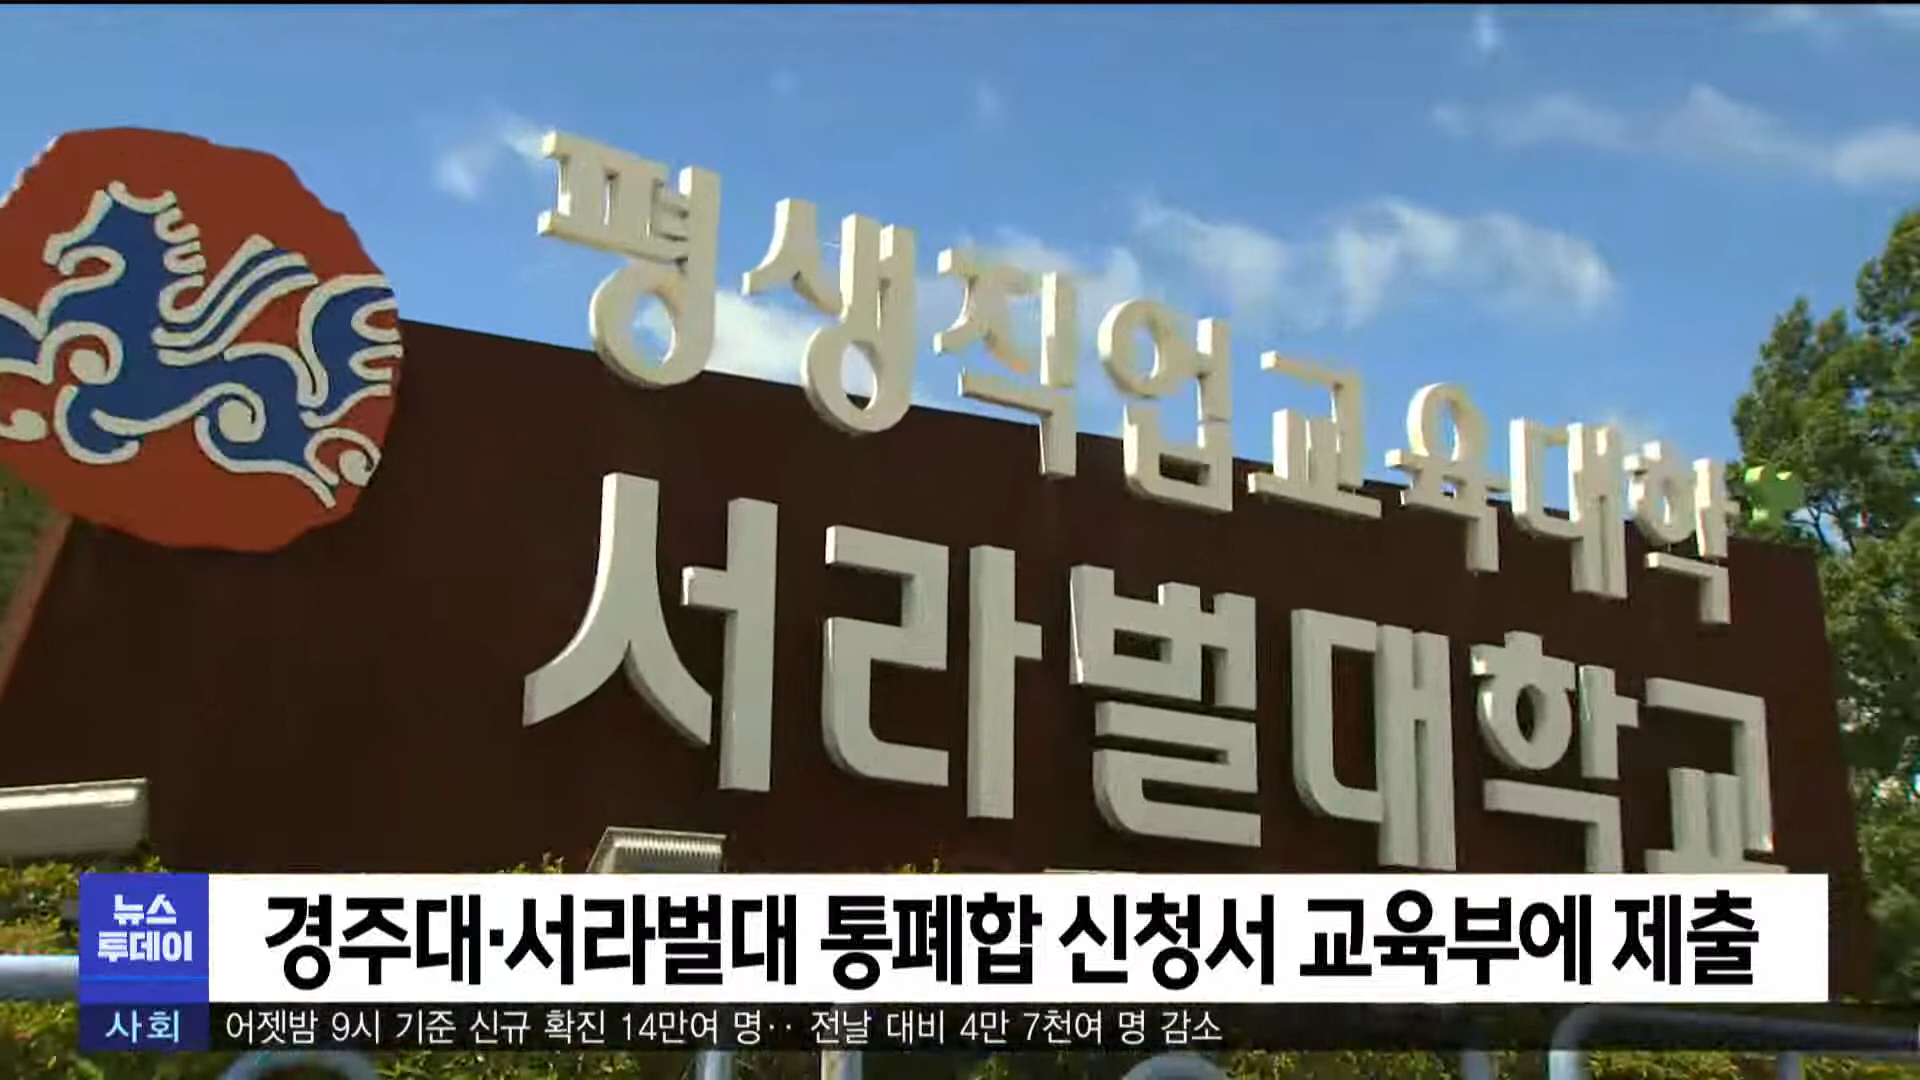 평생직업교육대학
서라벌대학교
뉴스
투데이
경주대·서라벌대 통폐합 신청서 교육부에 제출
사회
어젯밤 9시 기준 신규 확진 14만여 명‥ 전날 대비 4만 7천여 명 감소